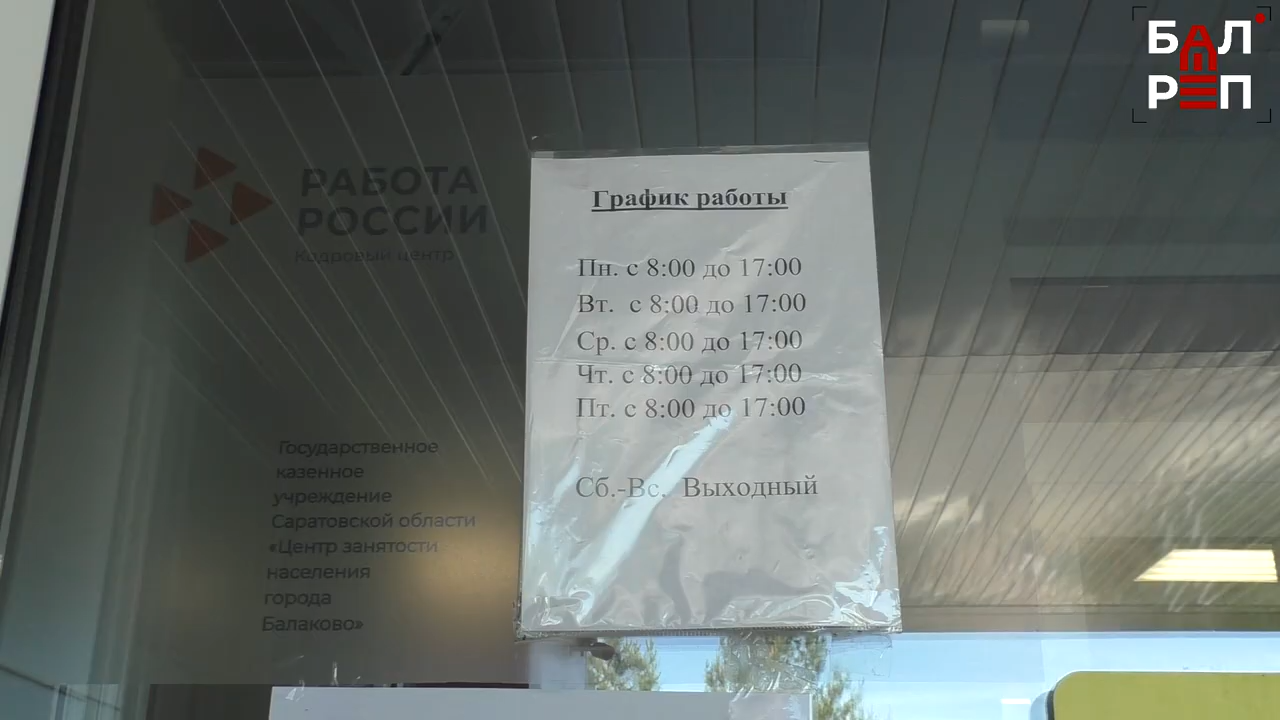 БАЛ
РЕП
РАБОТА
РОССИИ
Кадровый центр
График работы
Пн. с 8:00 до 17:00
Вт. с 8:00 до 17:00
Ср. с 8:00 до 17:00
Чт. с 8:00 до 17:00
Пт. с 8:00 до 17:00
Сб.-Вс. Выходный
Государственное
казенное
учреждение
Саратовской области
«Центр занятости
населения
города
Балаково»